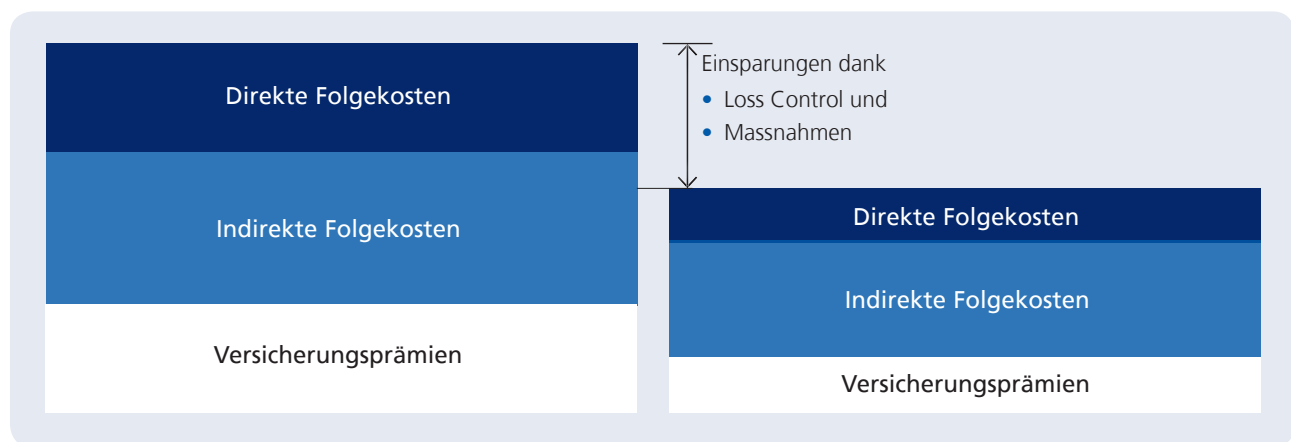 Direkte Folgekosten
Indirekte Folgekosten
Versicherungsprämien
Einsparungen dank
• Loss Control und
• Massnahmen
Direkte Folgekosten
Indirekte Folgekosten
Versicherungsprämien